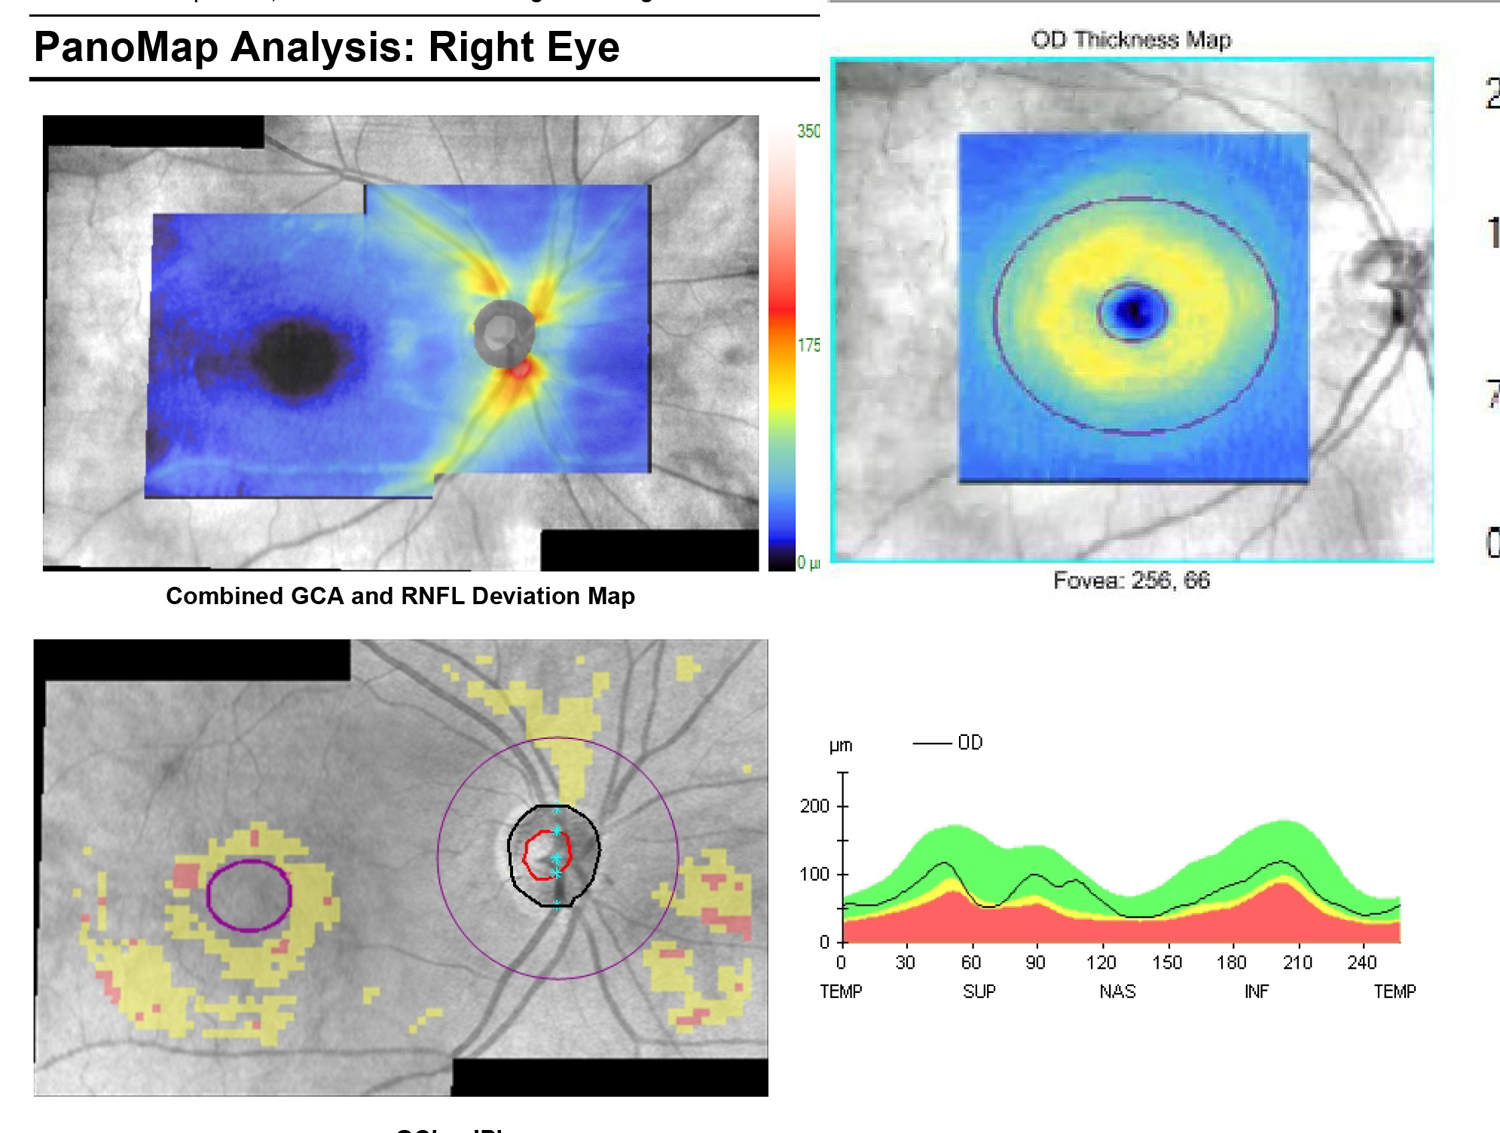 PanoMap Analysis: Right Eye
OD Thickness Map
350
175
0 µ
Fovea: 256, 66
Combined GCA and RNFL Deviation Map
µm
OD
200
100
0
0 30 60 90 120 150 180 210 240
TEMP SUP NAS INF TEMP